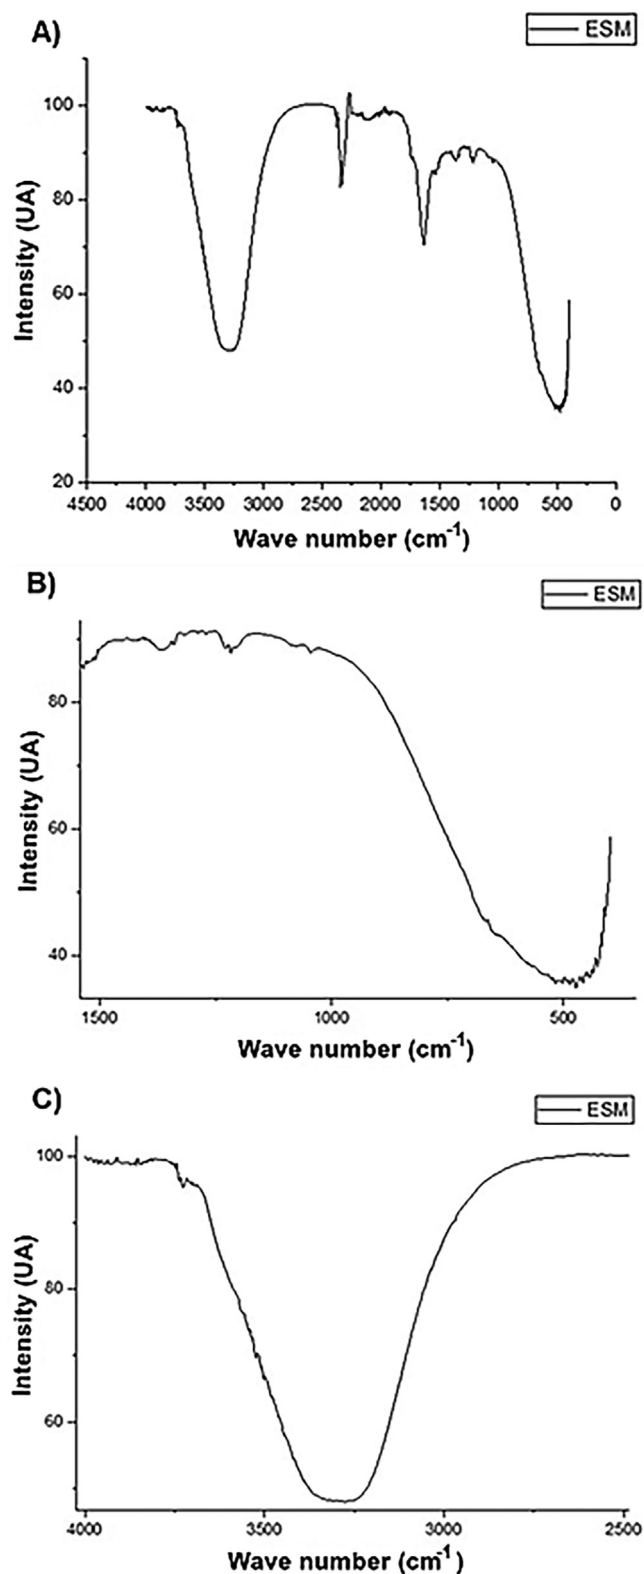 A)
ESM
Intensity (UA)
100
80
60
40
20
4500 4000 3500 3000 2500 2000 1500 1000 500 0
Wave number (cm⁻¹)
B)
ESM
Intensity (UA)
80
60
40
1500 1000 500
Wave number (cm⁻¹)
C)
ESM
Intensity (UA)
100
80
60
4000 3500 3000 2500
Wave number (cm⁻¹)